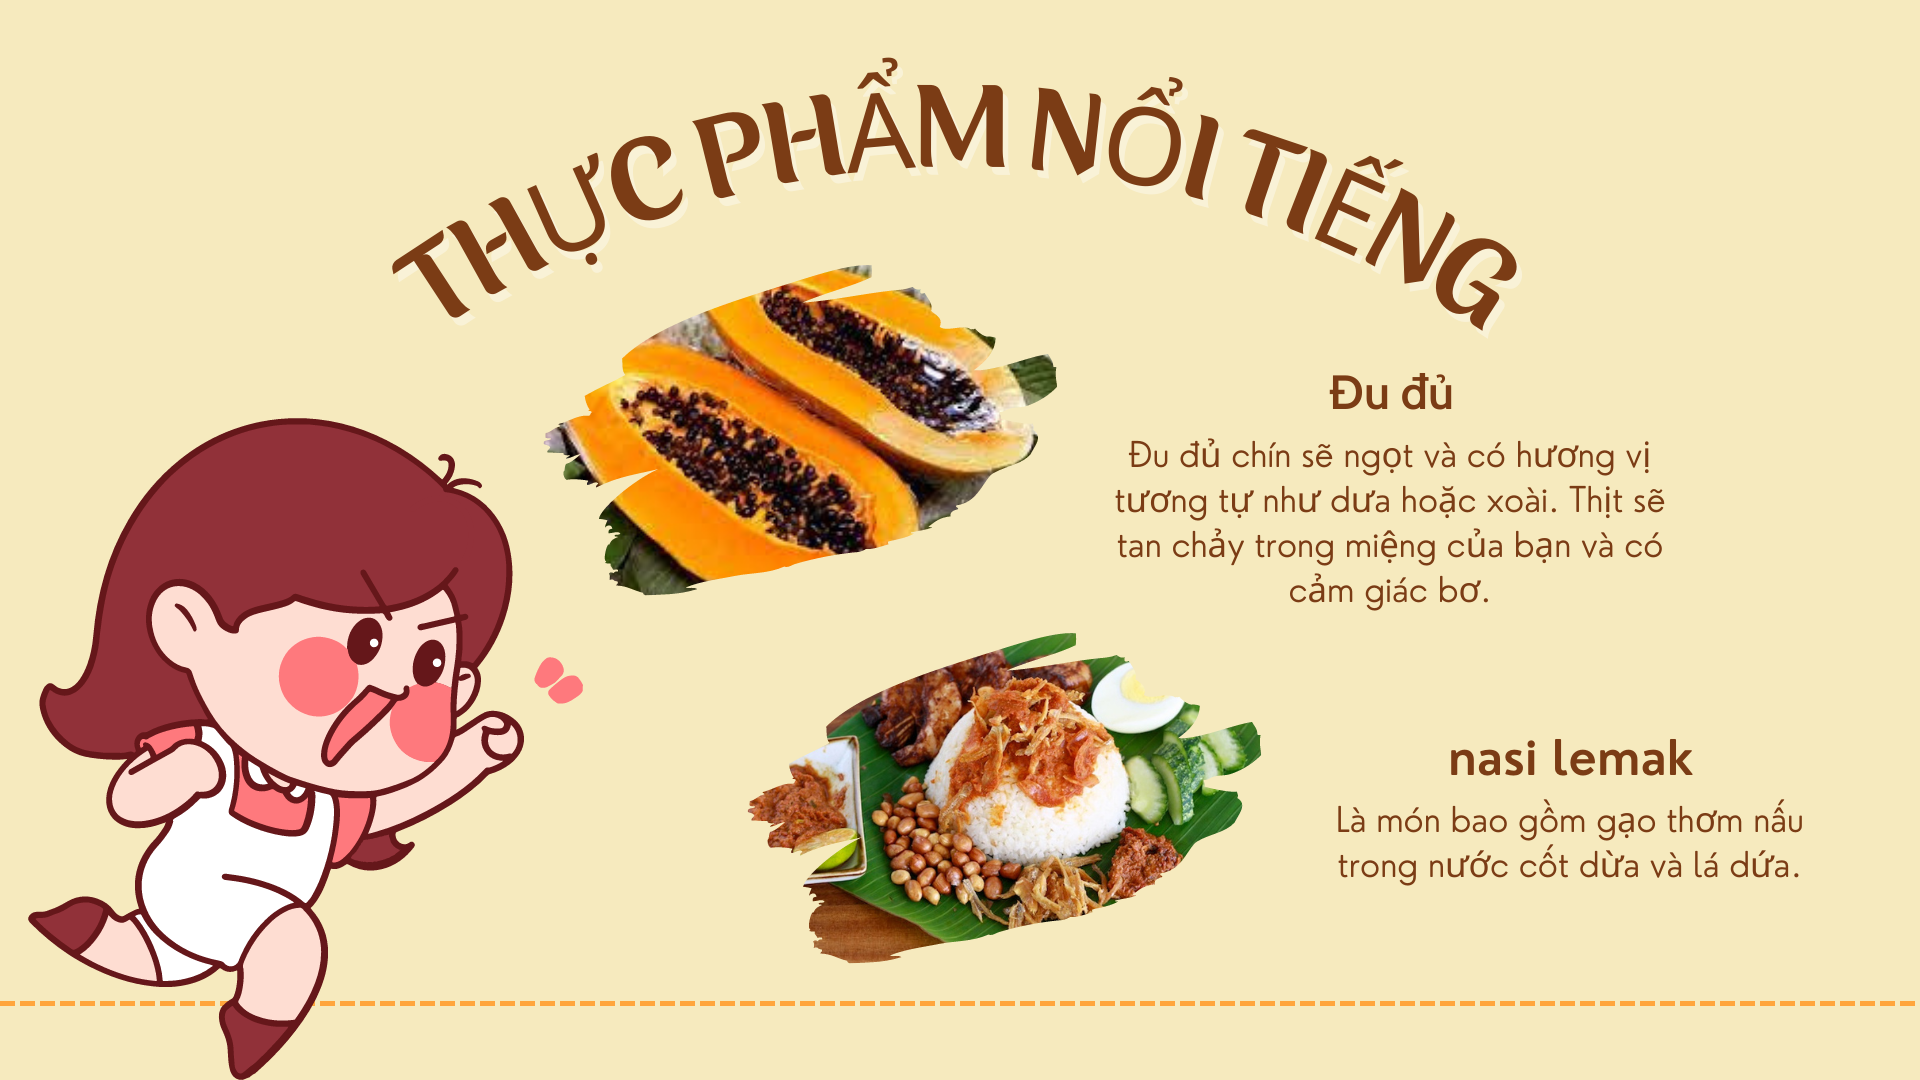 THỰC PHẨM NỔI TIẾNG
Đu đủ
Đu đủ chín sẽ ngọt và có hương vị
tương tự như dưa hoặc xoài. Thịt sẽ
tan chảy trong miệng của bạn và có
cảm giác bơ.
nasi lemak
Là món bao gồm gạo thơm nấu
trong nước cốt dừa và lá dứa.